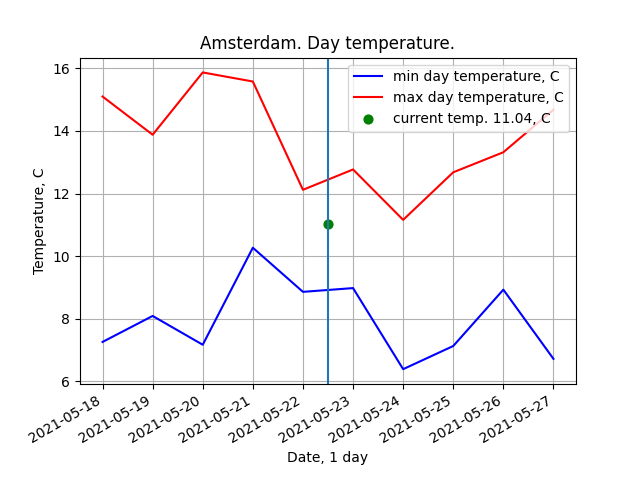 Amsterdam. Day temperature.
min day temperature, C
max day temperature, C
current temp. 11.04, C
Temperature, C
16
14
12
10
8
6
2021-05-18
2021-05-19
2021-05-20
2021-05-21
2021-05-22
2021-05-23
2021-05-24
2021-05-25
2021-05-26
2021-05-27
Date, 1 day